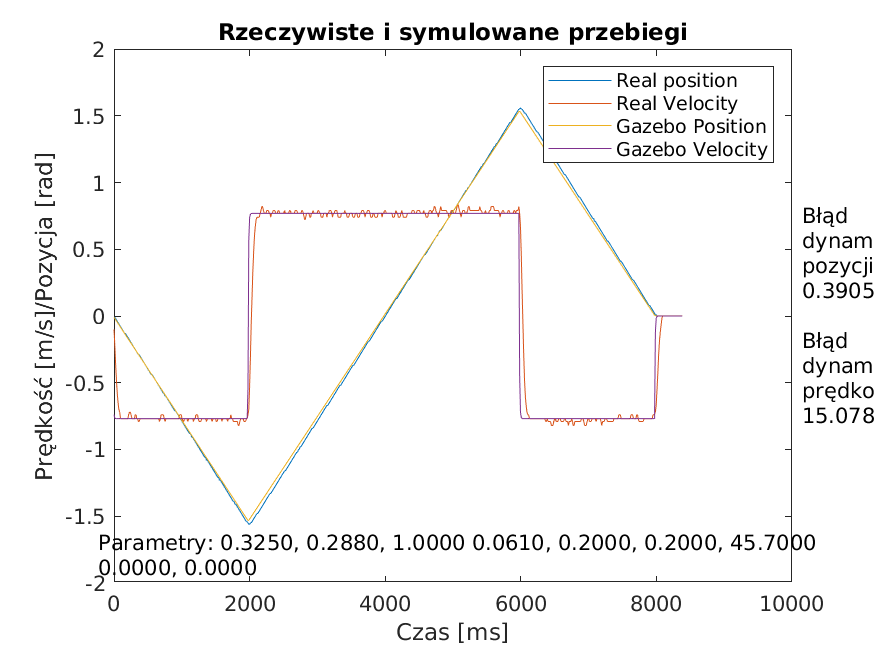 Rzeczywiste i symulowane przebiegi
2
1.5
1
0.5
0
-0.5
-1
-1.5
-2
Prędkość [m/s]/Pozycja [rad]
Real position
Real Velocity
Gazebo Position
Gazebo Velocity
Błąd
dynam
pozycji
0.3905
Błąd
dynam
prędko
15.078
Parametry: 0.3250, 0.2880, 1.0000 0.0610, 0.2000, 0.2000, 45.7000
0.0000, 0.0000
0 2000 4000 6000 8000 10000
Czas [ms]